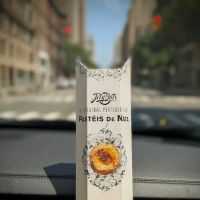 ORIGINAL PORTUGUESE
PASTÉIS DE NATA